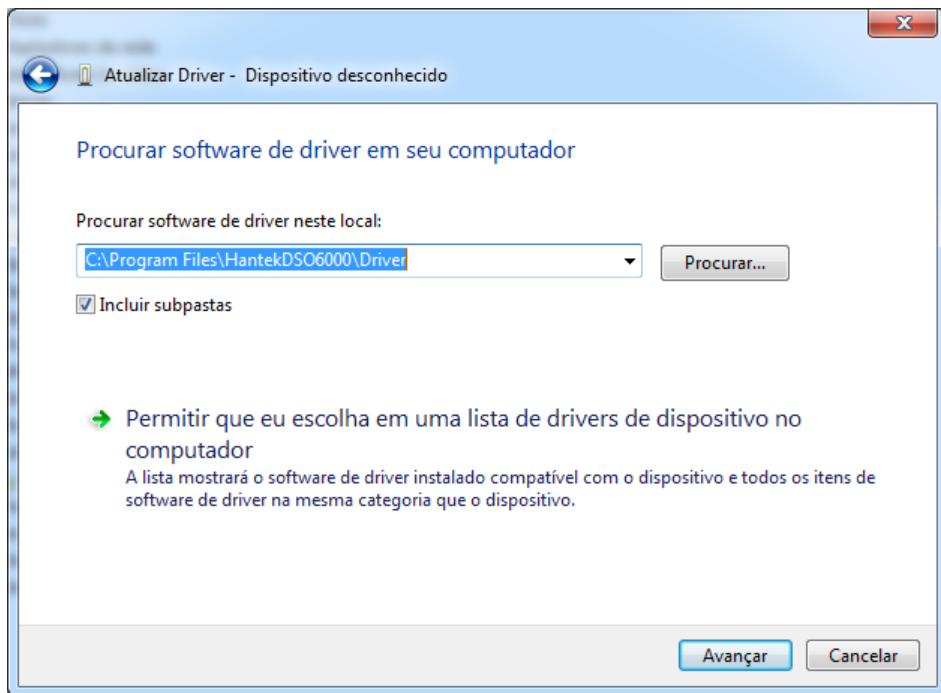 Atualizar Driver - Dispositivo desconhecido
Procurar software de driver em seu computador
Procurar software de driver neste local:
C:\Program Files\HantekDSO6000\Driver
Procurar...
Incluir subpastas
Permitir que eu escolha em uma lista de drivers de dispositivo no
computador
A lista mostrará o software de driver instalado compatível com o dispositivo e todos os itens de
software de driver na mesma categoria que o dispositivo.
Avançar
Cancelar